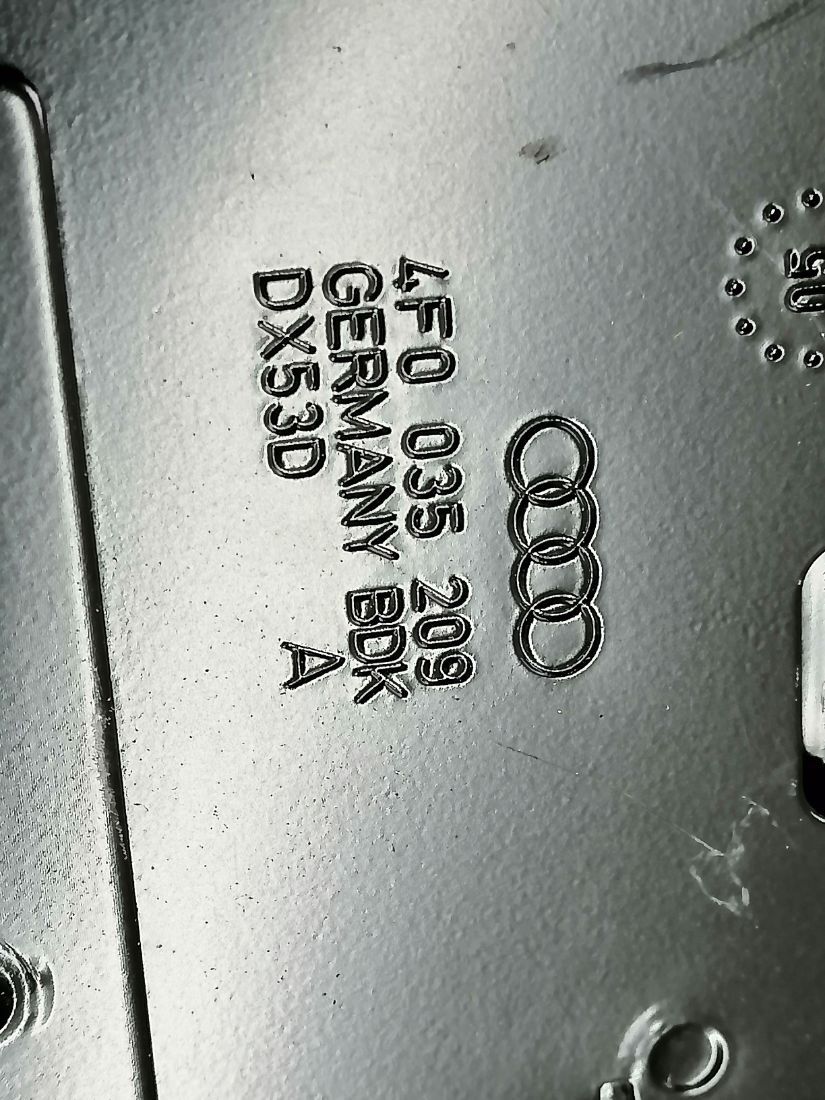 4F0 035 209
GERMANY BDK
DX53D A